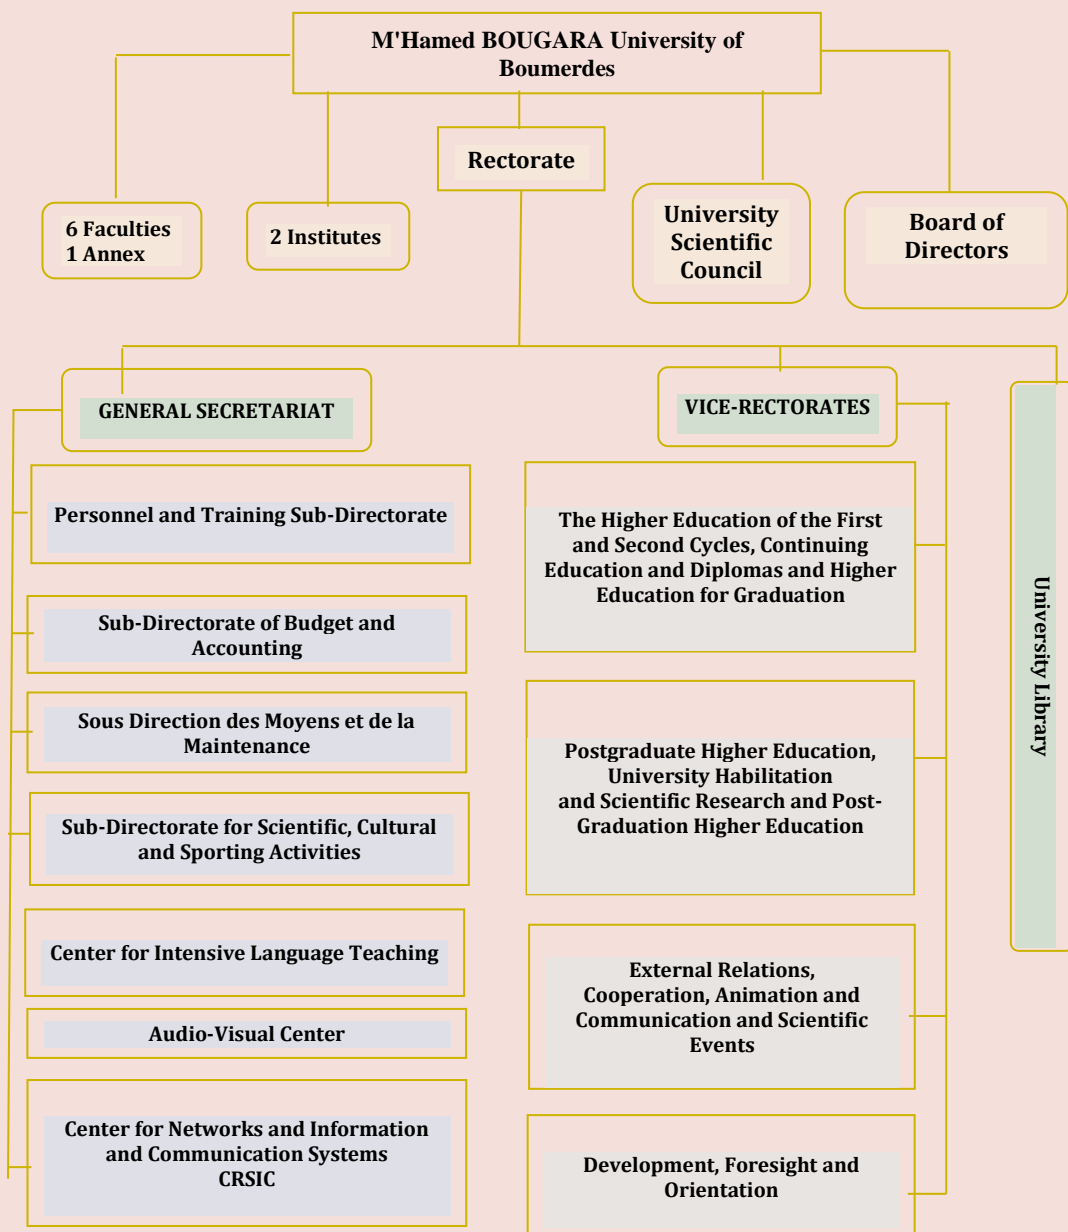 M'Hamed BOUGARA University of
Boumerdes
Rectorate
6 Faculties
1 Annex
2 Institutes
University
Scientific
Council
Board of
Directors
GENERAL SECRETARIAT
VICE-RECTORATES
University Library
Personnel and Training Sub-Directorate
Sub-Directorate of Budget and
Accounting
Sous Direction des Moyens et de la
Maintenance
Sub-Directorate for Scientific, Cultural
and Sporting Activities
Center for Intensive Language Teaching
Audio-Visual Center
Center for Networks and Information
and Communication Systems
CRSIC
The Higher Education of the First
and Second Cycles, Continuing
Education and Diplomas and Higher
Education for Graduation
Postgraduate Higher Education,
University Habilitation
and Scientific Research and Post-
Graduation Higher Education
External Relations,
Cooperation, Animation and
Communication and Scientific
Events
Development, Foresight and
Orientation